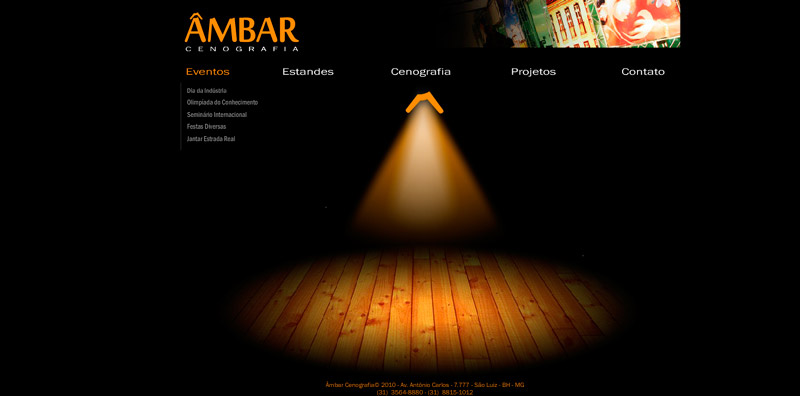 ÂMBAR
CENOGRAFIA
Eventos Estandes Cenografia Projetos Contato
Dia da Indústria
Olimpíada do Conhecimento
Seminário Internacional
Festas Diversas
Jantar Estrada Real
Âmbar Cenografia© 2010 - Av. Antônio Carlos - 7.777 - São Luiz - BH - MG
(31) 3564-8880 - (31) 8815-1012